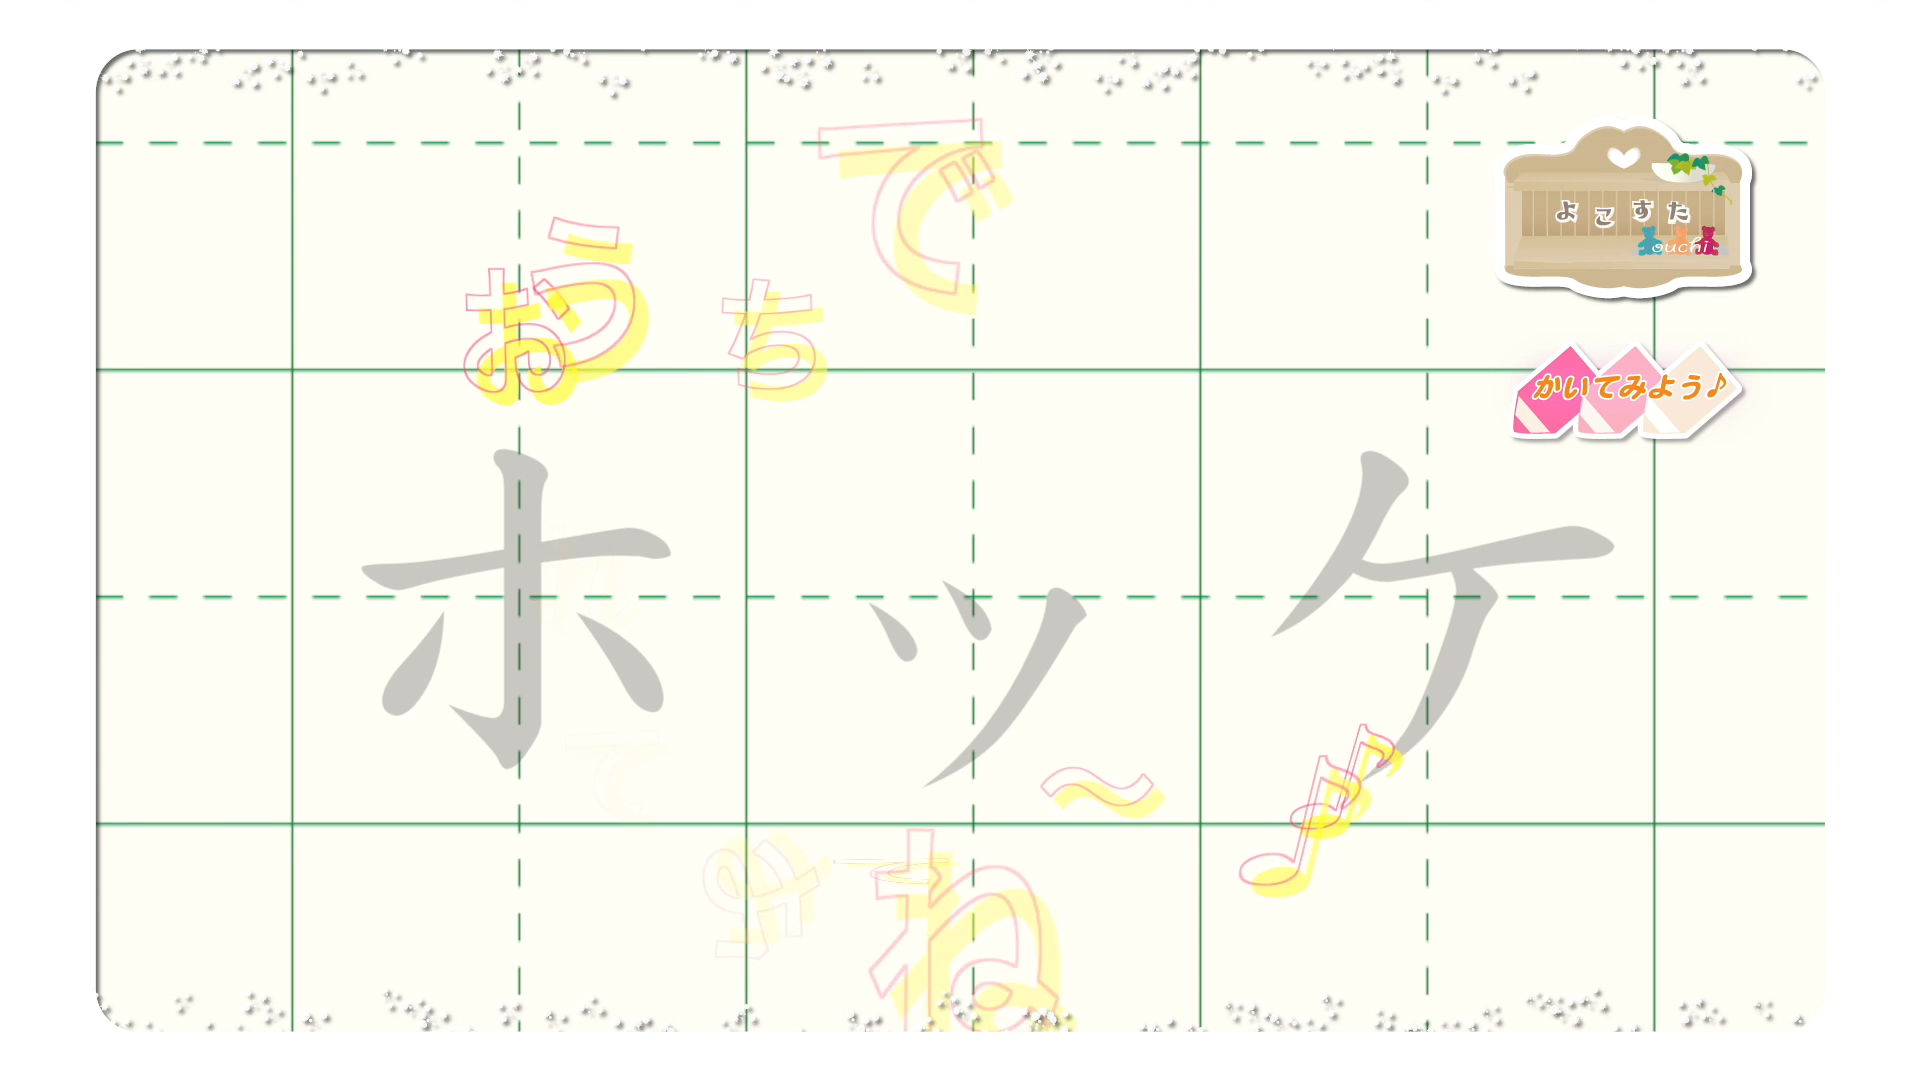 おうちで
よこすた
ouchi
かいてみよう♪
ホッケ
ね～♪